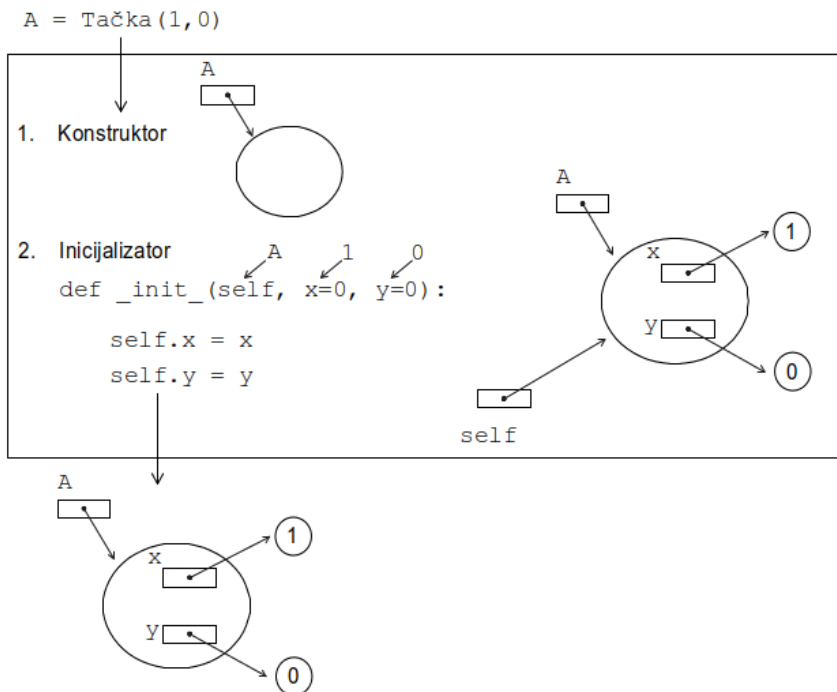 A = Tačka(1,0)
A
1. Konstruktor
A
2. Inicijalizator
A 1 0
def _init_(self, x=0, y=0):
self.x = x
self.y = y
x
1
y
0
self
A
x
1
y
0